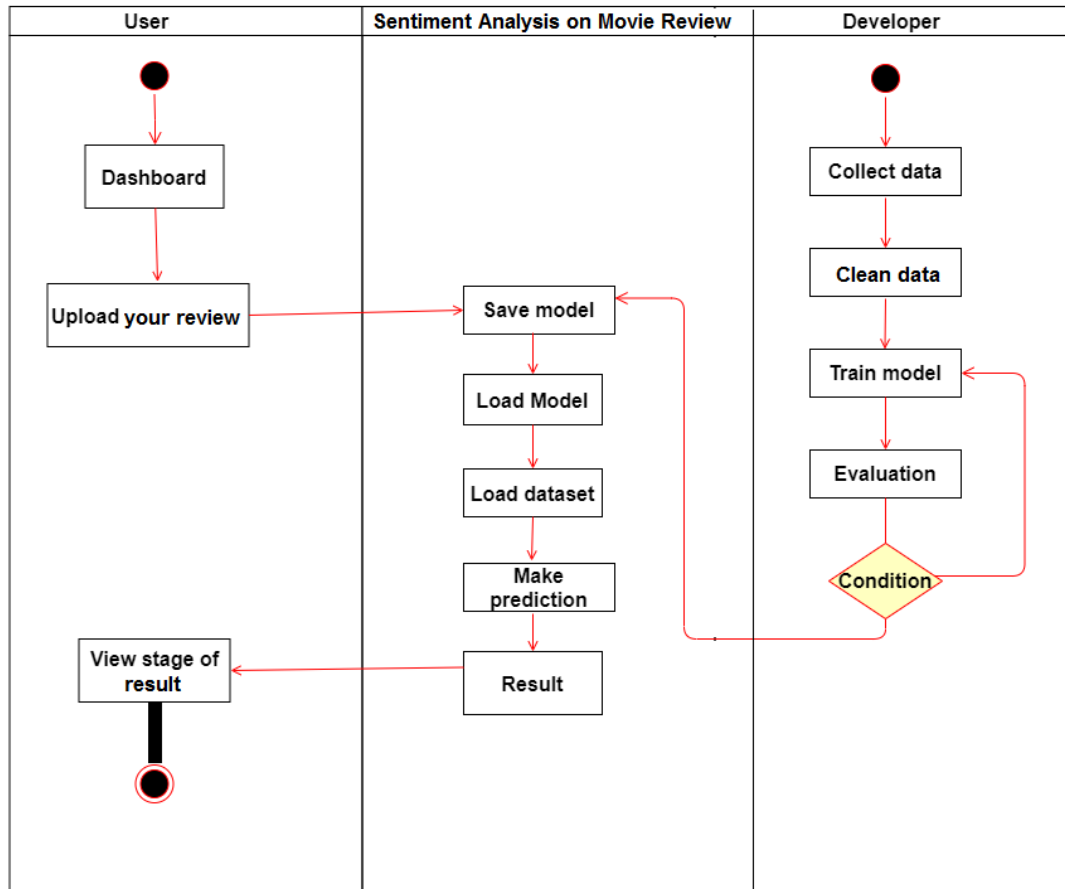 User
Sentiment Analysis on Movie Review
Developer
Dashboard
Upload your review
Save model
Load Model
Load dataset
Make
prediction
Result
View stage of
result
Collect data
Clean data
Train model
Evaluation
Condition